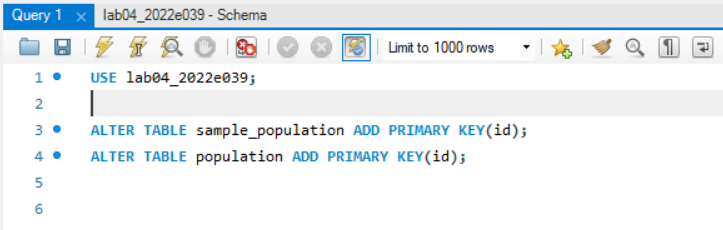 Query 1 × lab04_2022e039 - Schema
Limit to 1000 rows
1 USE lab04_2022e039;
2
3 ALTER TABLE sample_population ADD PRIMARY KEY(id);
4 ALTER TABLE population ADD PRIMARY KEY(id);
5
6